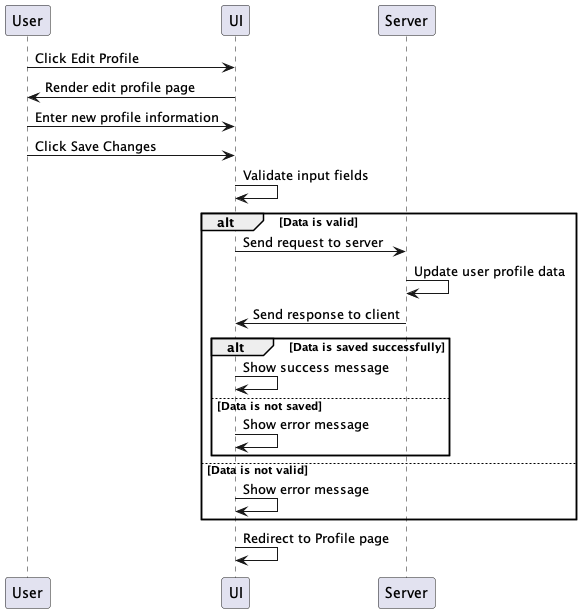 User UI Server
Click Edit Profile
Render edit profile page
Enter new profile information
Click Save Changes
Validate input fields
alt [Data is valid]
Send request to server
Update user profile data
Send response to client
alt [Data is saved successfully]
Show success message
[Data is not saved]
Show error message
[Data is not valid]
Show error message
Redirect to Profile page
User UI Server